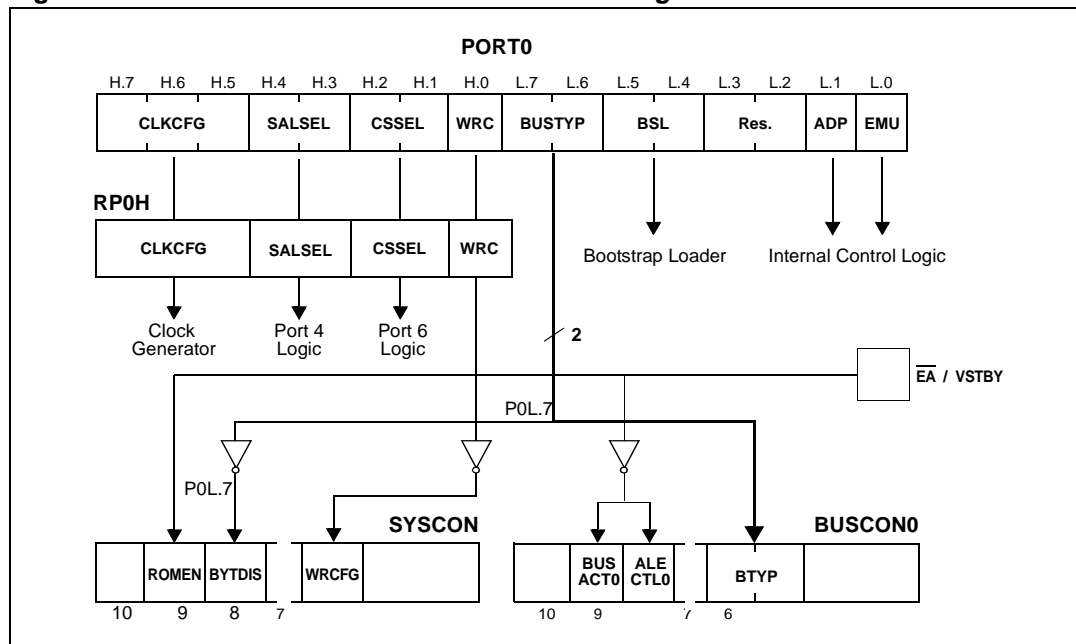 PORT0
H.7 H.6 H.5 H.4 H.3 H.2 H.1 H.0 L.7 L.6 L.5 L.4 L.3 L.2 L.1 L.0
CLKCFG SALSEL CSSEL WRC BUSTYP BSL Res. ADP EMU
RP0H
CLKCFG SALSEL CSSEL WRC
Bootstrap Loader Internal Control Logic
Clock Generator
Port 4 Logic
Port 6 Logic
2
EA / VSTBY
P0L.7
P0L.7
SYSCON BUSCON0
ROMEN BYTDIS WRCFG
BUS ACT0
ALE CTL0
BTYP
10 9 8 7 10 9 7 6